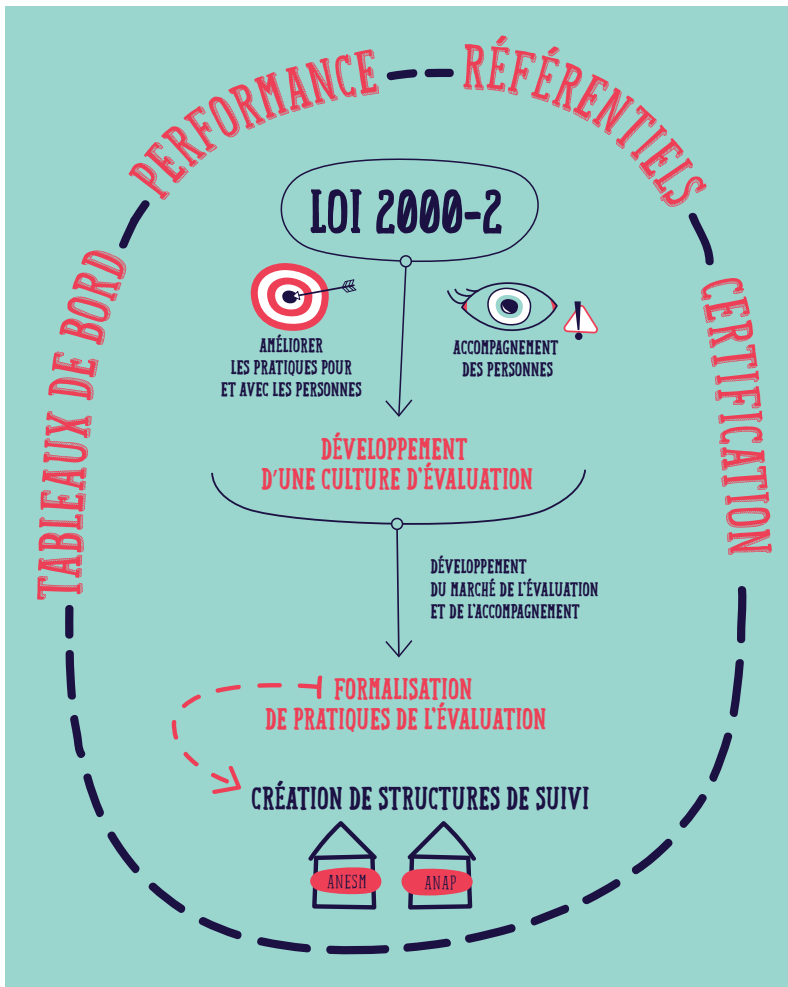 TABLEAUX DE BORD
PERFORMANCE
RÉFÉRENTIELS
CERTIFICATION
LOI 2000-2
AMÉLIORER
LES PRATIQUES POUR
ET AVEC LES PERSONNES
ACCOMPAGNEMENT
DES PERSONNES
DÉVELOPPEMENT
D'UNE CULTURE D'ÉVALUATION
DÉVELOPPEMENT
DU MARCHÉ DE L'ÉVALUATION
ET DE L'ACCOMPAGNEMENT
FORMALISATION
DE PRATIQUES DE L'ÉVALUATION
CRÉATION DE STRUCTURES DE SUIVI
ANESM
ANAP